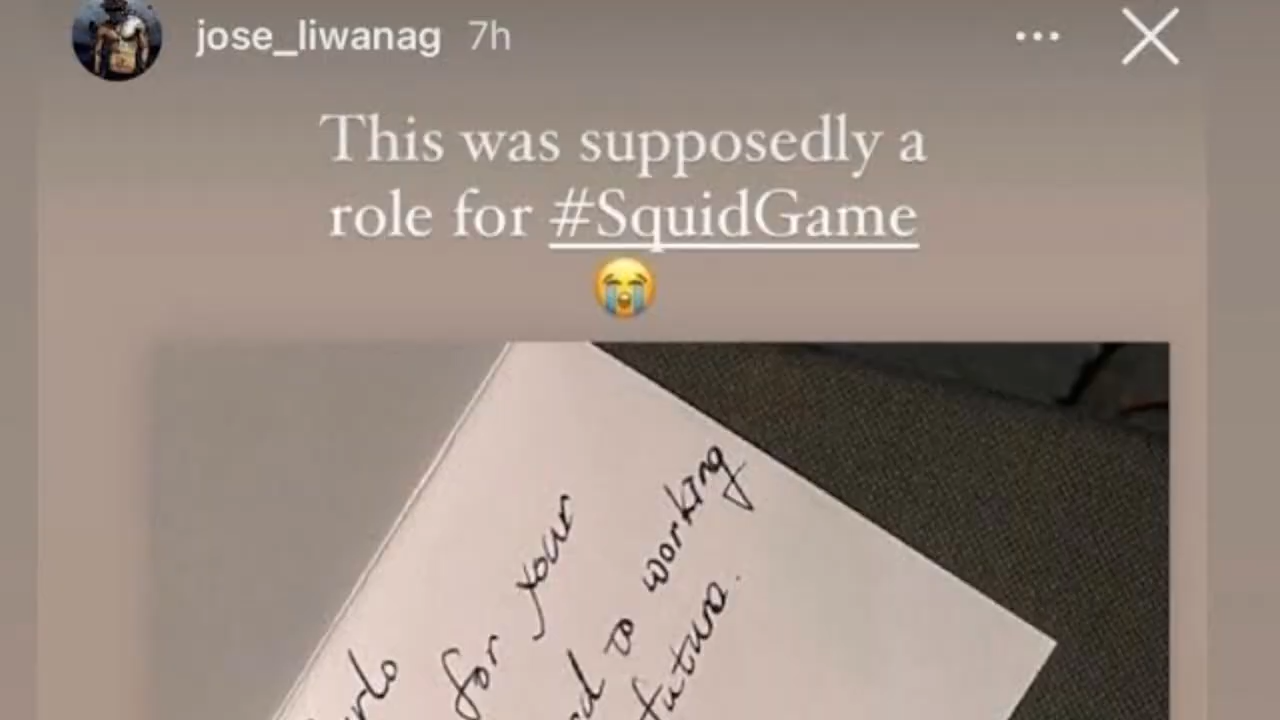 jose_liwanag 7h
This was supposedly a
role for #SquidGame
for your
to working
future.